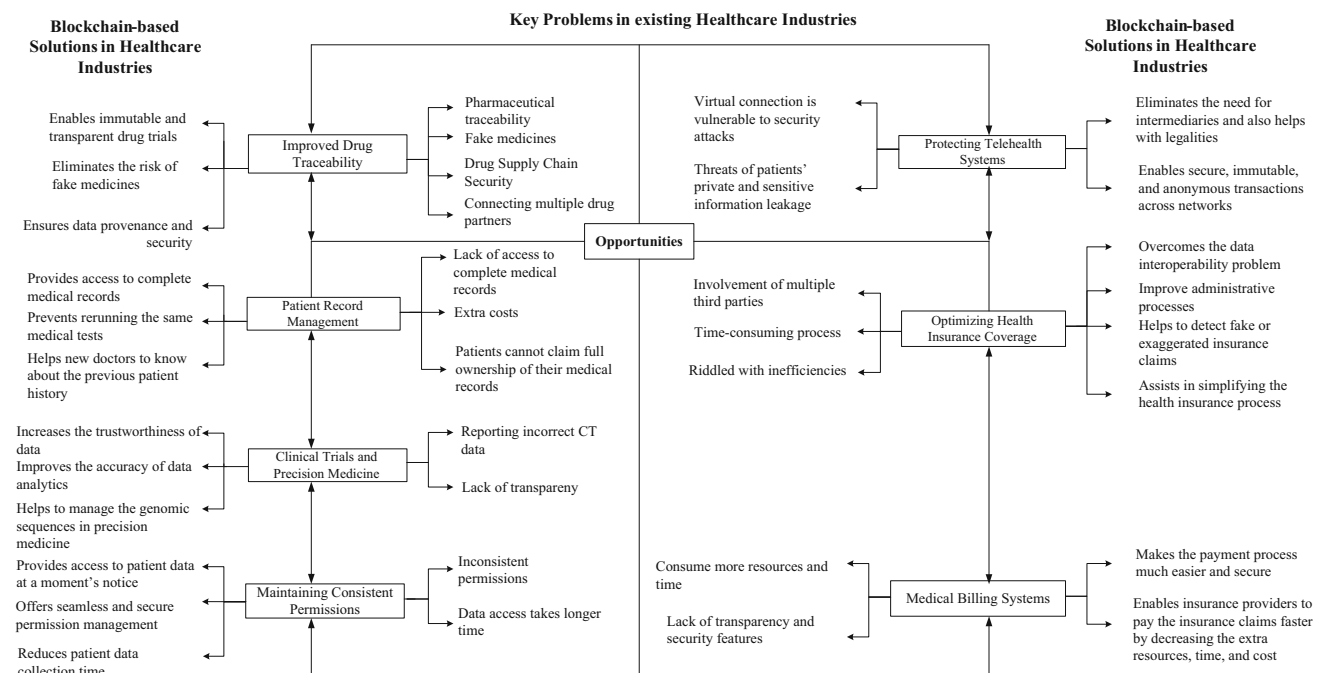 Key Problems in existing Healthcare Industries
Blockchain-based
Solutions in Healthcare
Industries
Enables immutable and
transparent drug trials
Eliminates the risk of
fake medicines
Ensures data provenance and
security
Improved Drug
Traceability
Pharmaceutical
traceability
Fake medicines
Drug Supply Chain
Security
Connecting multiple drug
partners
Provides access to complete
medical records
Prevents rerunning the same
medical tests
Helps new doctors to know
about the previous patient
history
Patient Record
Management
Lack of access to
complete medical
records
Extra costs
Patients cannot claim full
ownership of their medical
records
Increases the trustworthiness of
data
Improves the accuracy of data
analytics
Helps to manage the genomic
sequences in precision
medicine
Clinical Trials and
Precision Medicine
Reporting incorrect CT
data
Lack of transpareny
Provides access to patient data
at a moment's notice
Offers seamless and secure
permission management
Reduces patient data
collection time
Maintaining Consistent
Permissions
Inconsistent
permissions
Data access takes longer
time
Opportunities
Blockchain-based
Solutions in Healthcare
Industries
Virtual connection is
vulnerable to security
attacks
Threats of patients'
private and sensitive
information leakage
Protecting Telehealth
Systems
Eliminates the need for
intermediaries and also helps
with legalities
Enables secure, immutable,
and anonymous transactions
across networks
Involvement of multiple
third parties
Time-consuming process
Riddled with inefficiencies
Optimizing Health
Insurance Coverage
Overcomes the data
interoperability problem
Improve administrative
processes
Helps to detect fake or
exaggerated insurance
claims
Assists in simplifying the
health insurance process
Consume more resources and
time
Lack of transparency and
security features
Medical Billing Systems
Makes the payment process
much easier and secure
Enables insurance providers to
pay the insurance claims faster
by decreasing the extra
resources, time, and cost